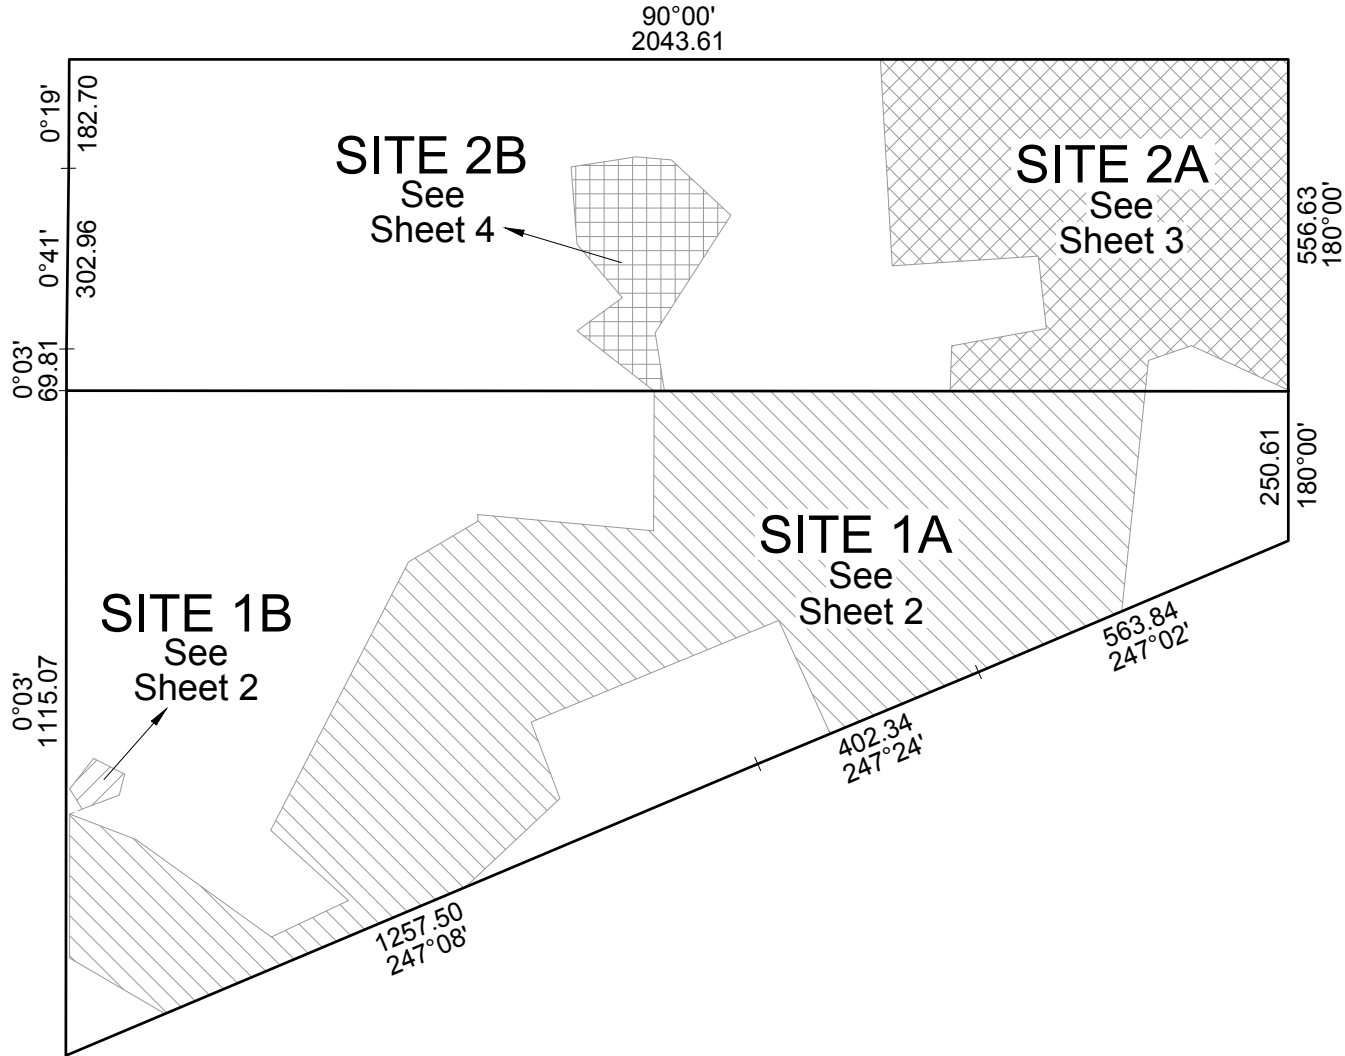 90°00'
2043.61
0°19'
182.70
SITE 2B
See
Sheet 4
SITE 2A
See
Sheet 3
556.63
180°00'
0°41'
302.96
0°03'
69.81
250.61
180°00'
SITE 1A
See
Sheet 2
SITE 1B
See
Sheet 2
563.84
247°02'
0°03'
1115.07
402.34
247°24'
1257.50
247°08'